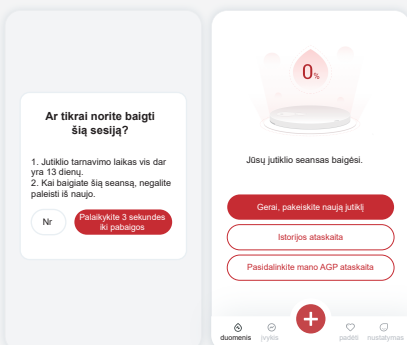 Ar tikrai norite baigti
šią sesiją?
1. Jutiklio tarnavimo laikas vis dar
yra 13 dienų.
2. Kai baigiate šią seansą, negalite
paleisti iš naujo.
Nr
Palaikykite 3 sekundes
iki pabaigos
0%
Jūsų jutiklio seansas baigėsi.
Gerai, pakeiskite naują jutiklį
Istorijos ataskaita
Pasidalinkite mano AGP ataskaita
duomenis
įvykis
padėti
nustatymas